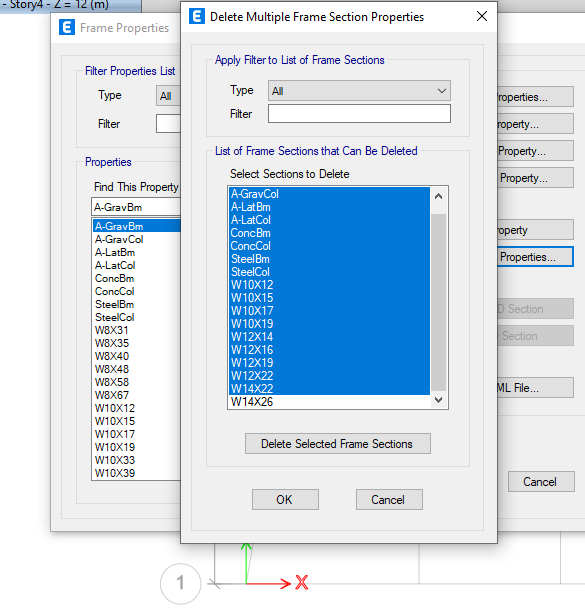 - Story4 - Z = 12 (m)
E Frame Properties
Filter Properties List
Type All
Filter
Properties
Find This Property
A-GravBm
A-GravBm
A-GravCol
A-LatBm
A-LatCol
ConcBm
ConcCol
SteelBm
SteelCol
W8X31
W8X35
W8X40
W8X48
W8X58
W8X67
W10X12
W10X15
W10X17
W10X19
W10X33
W10X39
E Delete Multiple Frame Section Properties
Apply Filter to List of Frame Sections
Type All
Filter
List of Frame Sections that Can Be Deleted
Select Sections to Delete
A-GravCol
A-LatBm
A-LatCol
ConcBm
ConcCol
SteelBm
SteelCol
W10X12
W10X15
W10X17
W10X19
W12X14
W12X16
W12X19
W12X22
W14X22
W14X26
Delete Selected Frame Sections
OK Cancel
Properties...
Property...
Property...
Property...
Property
Properties...
Section
Section
ML File...
Cancel
1
X